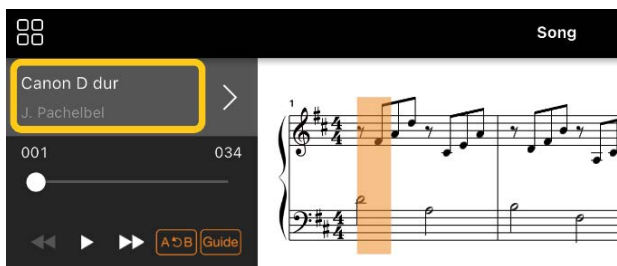 Song
Canon D dur
J. Pachelbel
001 034
A⮌B Guide
1